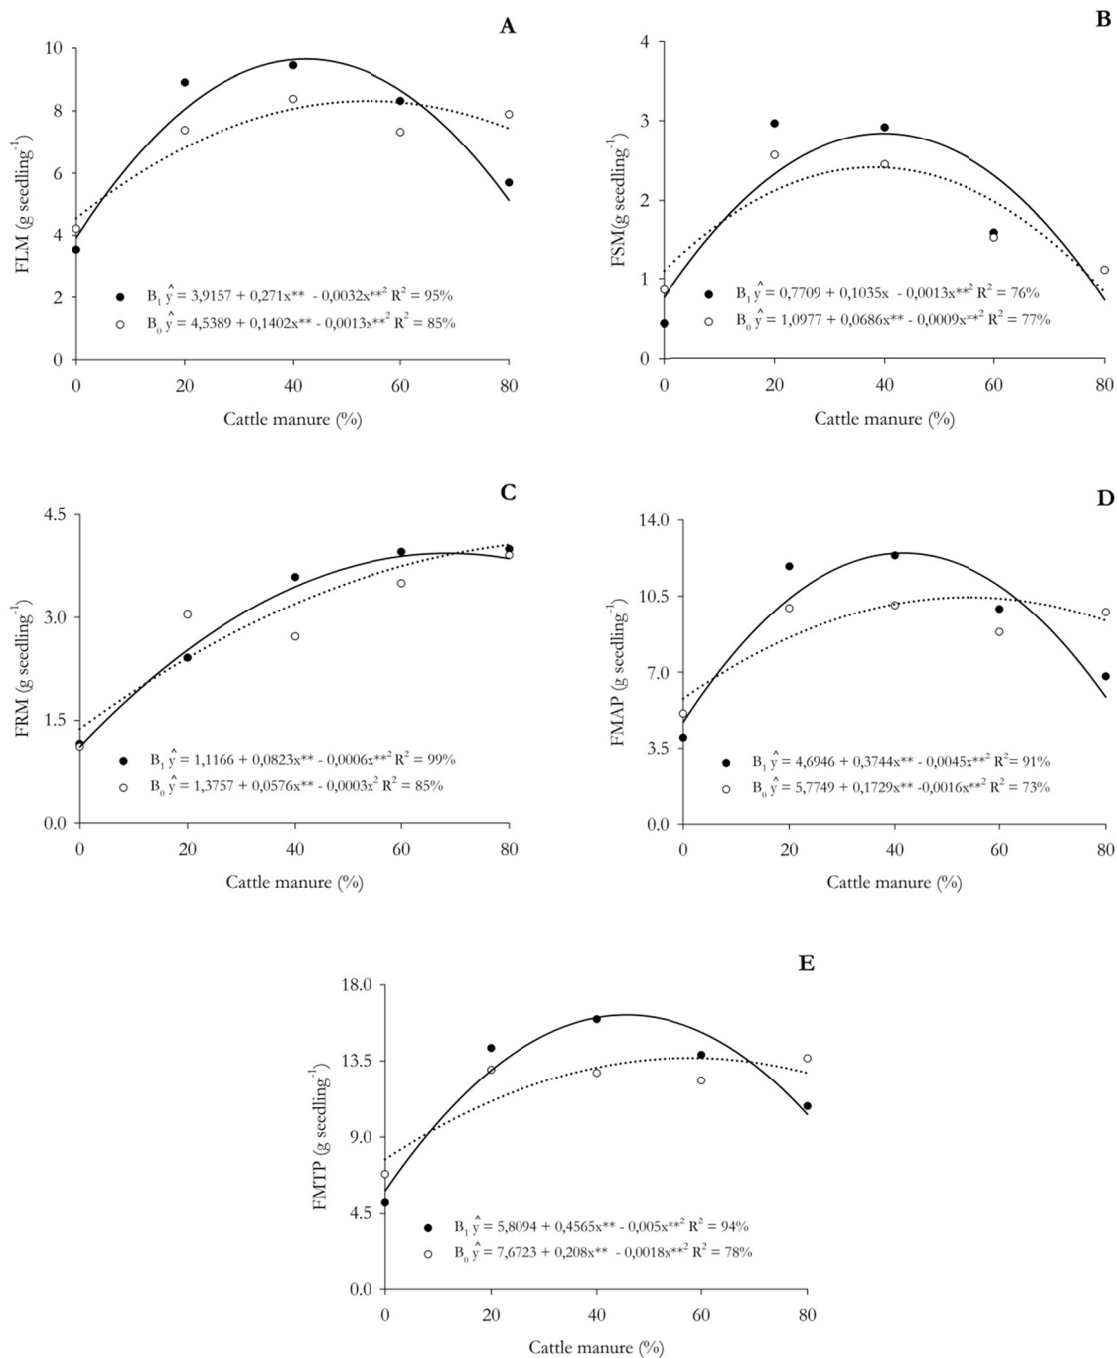 A
10
8
6
4
2
0
FLM (g seedling-1)
B1 ŷ = 3,9157 + 0,271x** - 0,0032x**2 R2 = 95%
B0 ŷ = 4,5389 + 0,1402x** - 0,0013x**2 R2 = 85%
0 20 40 60 80
Cattle manure (%)
B
4
3
2
1
0
FSM(g seedling-1)
B1 ŷ = 0,7709 + 0,1035x - 0,0013x**2 R2 = 76%
B0 ŷ = 1,0977 + 0,0686x** - 0,0009x**2 R2 = 77%
0 20 40 60 80
Cattle manure (%)
C
4.5
3.0
1.5
0.0
FRM (g seedling-1)
B1 ŷ = 1,1166 + 0,0823x** - 0,0006x**2 R2 = 99%
B0 ŷ = 1,3757 + 0,0576x** - 0,0003x2 R2 = 85%
0 20 40 60 80
Cattle manure (%)
D
14.0
10.5
7.0
3.5
0.0
FMAP (g seedling-1)
B1 ŷ = 4,6946 + 0,3744x** - 0,0045x**2 R2= 91%
B0 ŷ = 5,7749 + 0,1729x** -0,0016x**2 R2 = 73%
0 20 40 60 80
Cattle manure (%)
E
18.0
13.5
9.0
4.5
0.0
FMTP (g seedling-1)
B1 ŷ = 5,8094 + 0,4565x** - 0,005x**2 R2 = 94%
B0 ŷ = 7,6723 + 0,208x** - 0,0018x**2 R2 = 78%
0 20 40 60 80
Cattle manure (%)